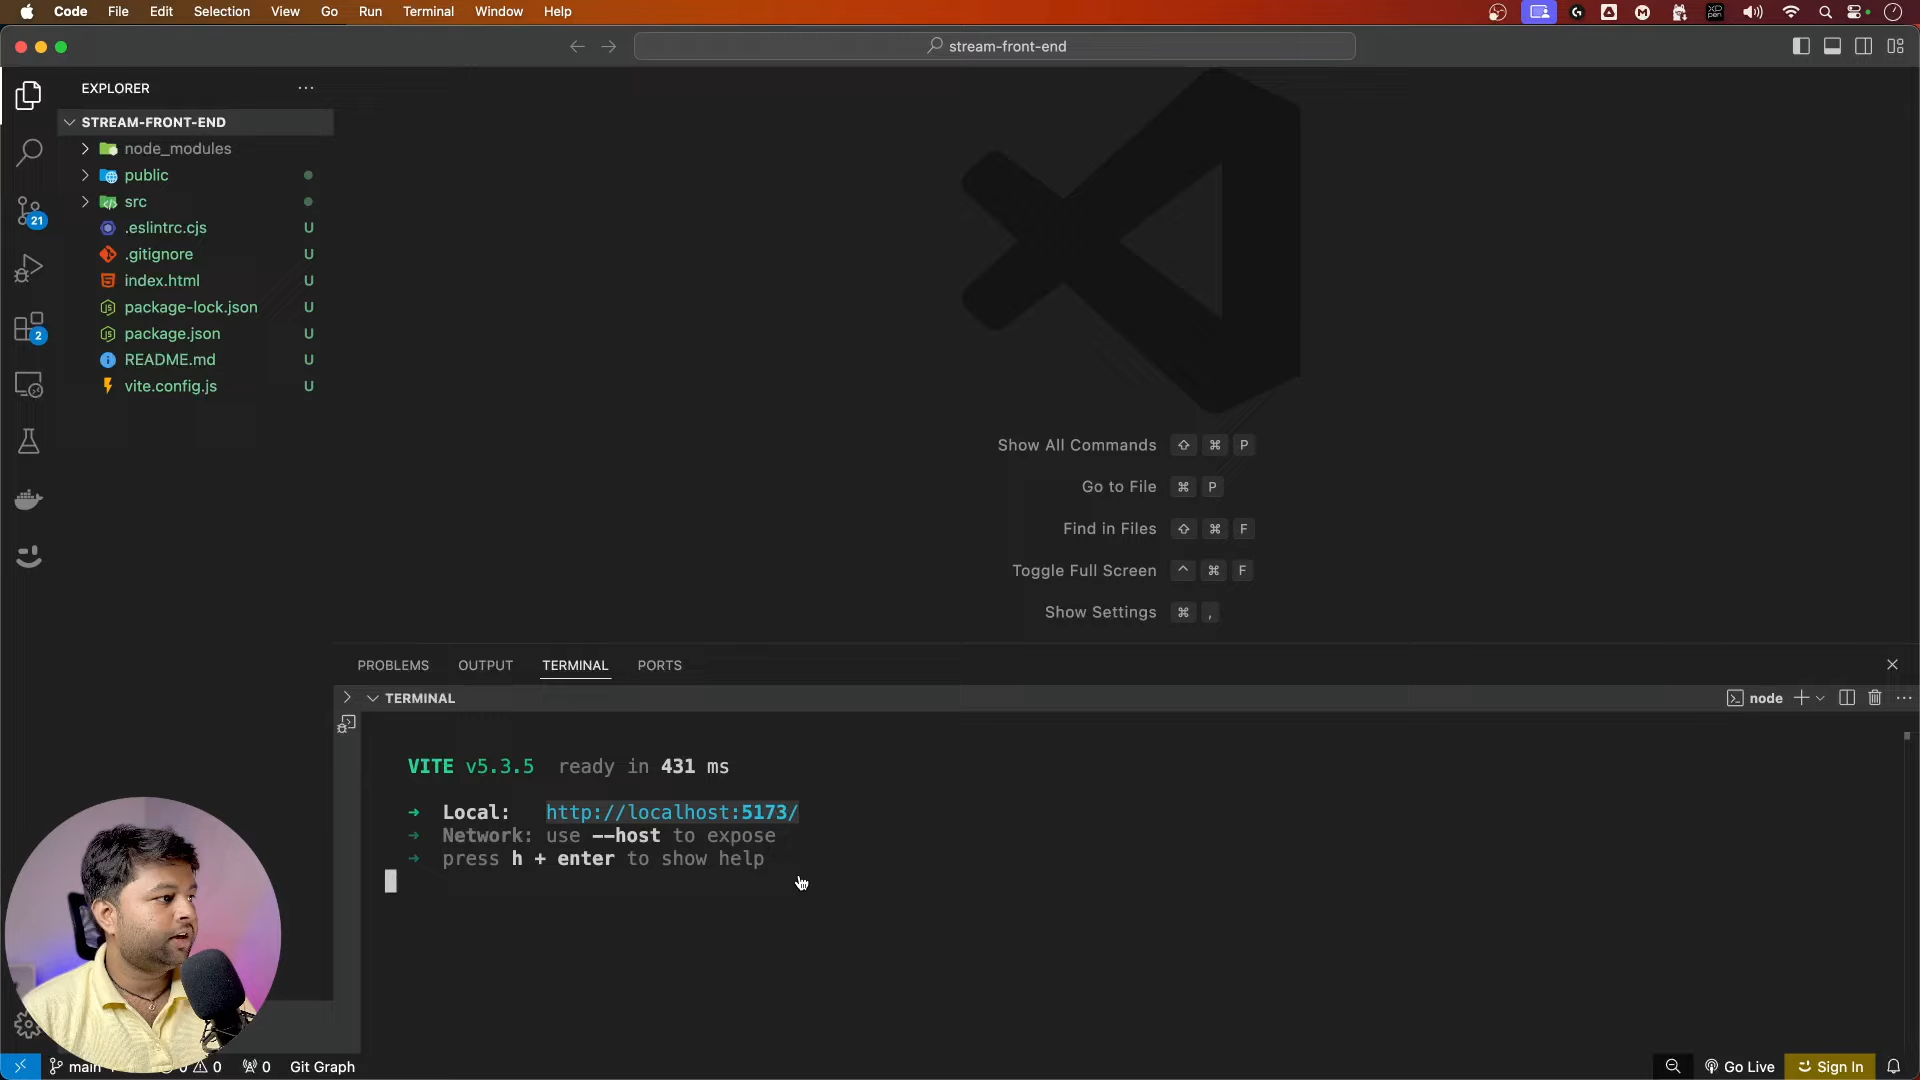 Code File Edit Selection View Go Run Terminal Window Help
stream-front-end
EXPLORER
STREAM-FRONT-END
node_modules
public
src
.eslintrc.cjs U
.gitignore U
index.html U
package-lock.json U
package.json U
README.md U
vite.config.js U
21
2
Show All Commands ⇧ ⌘ P
Go to File ⌘ P
Find in Files ⇧ ⌘ F
Toggle Full Screen ^ ⌘ F
Show Settings ⌘ ,
PROBLEMS OUTPUT TERMINAL PORTS
TERMINAL
node
VITE v5.3.5 ready in 431 ms
➜ Local: http://localhost:5173/
➜ Network: use --host to expose
➜ press h + enter to show help
main 0 0 Git Graph
Go Live Sign In